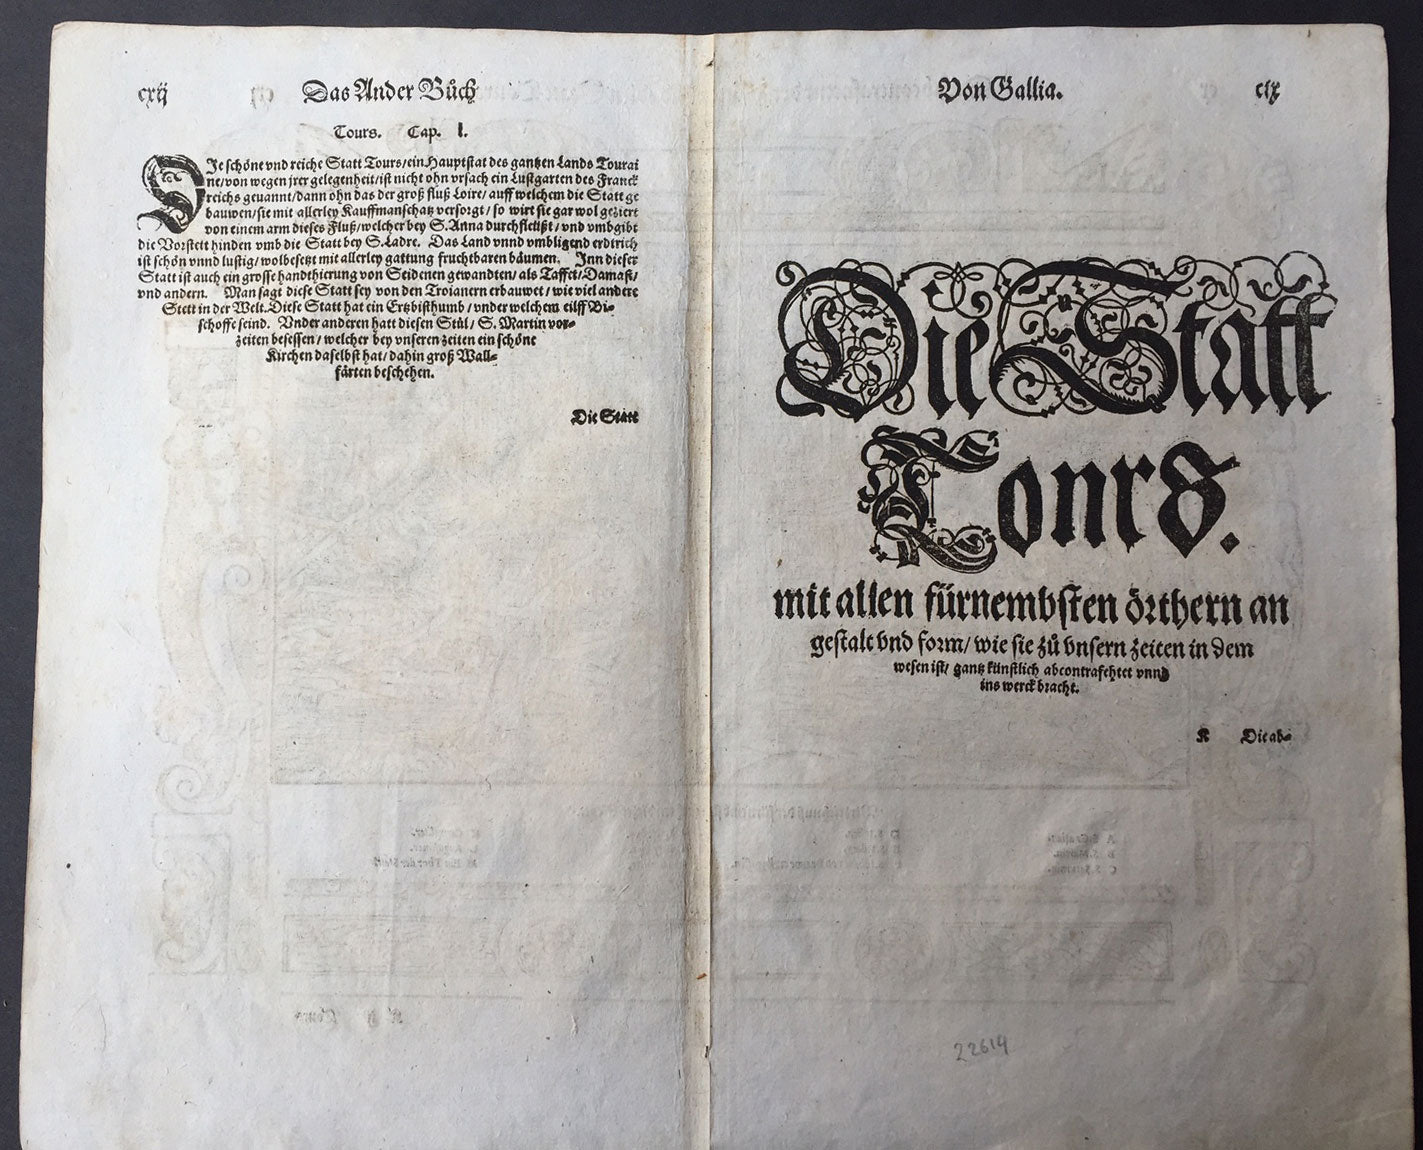 cxij
Das Ander Bůch
Tours. Cap. l.
DIe schöne vnd reiche Statt Tours/ein Hauptstat des gantzen Lands Tourai
ne/von wegen jrer gelegenheit/ist nicht ohn vrsach ein Lustgarten des Franck
reichs genannt/dann ohn das der groß fluß Loire/ auff welchem die Statt ge
bauwen/sie mit allerley Kauffmanschatz versorgt/ so wirt sie gar wol geziert
von einem arm dieses Fluß/welcher bey S. Anna durchfleüßt/ vnd vmbgibt
die Vorstett hinden vmb die Statt bey S. Ladre. Das Land vnnd vmbligend erdtrich
ist schön vnnd lustig/ wolbesetzt mit allerley gattung fruchtbaren bäumen. Inn dieser
Statt ist auch ein grosse handthierung von Seidenen gewandten/ als Taffet/ Damast/
vnd andern. Man sagt diese Statt sey von den Troianern erbauwet/ wie viel andere
Stett in der Welt. Diese Statt hat ein Ertzbisthumb/ vnder welchem eilff Bi-
schoffe seind. Vnder anderen hatt diesen Stůl/ S. Martin vor-
zeiten besessen/ welcher bey vnseren zeiten ein schöne
Kirchen daselbst hat/ dahin groß Wall-
färten beschehen.
Die Statt
Von Gallia.
clx
Die Statt
Tours.
mit allen fürnembsten örthern an
gestalt vnd form/ wie sie zů vnsern zeiten in dem
wesen ist/ gantz künstlich abcontrafehtet vnnd
ins werck bracht.
K Die ab-
22614